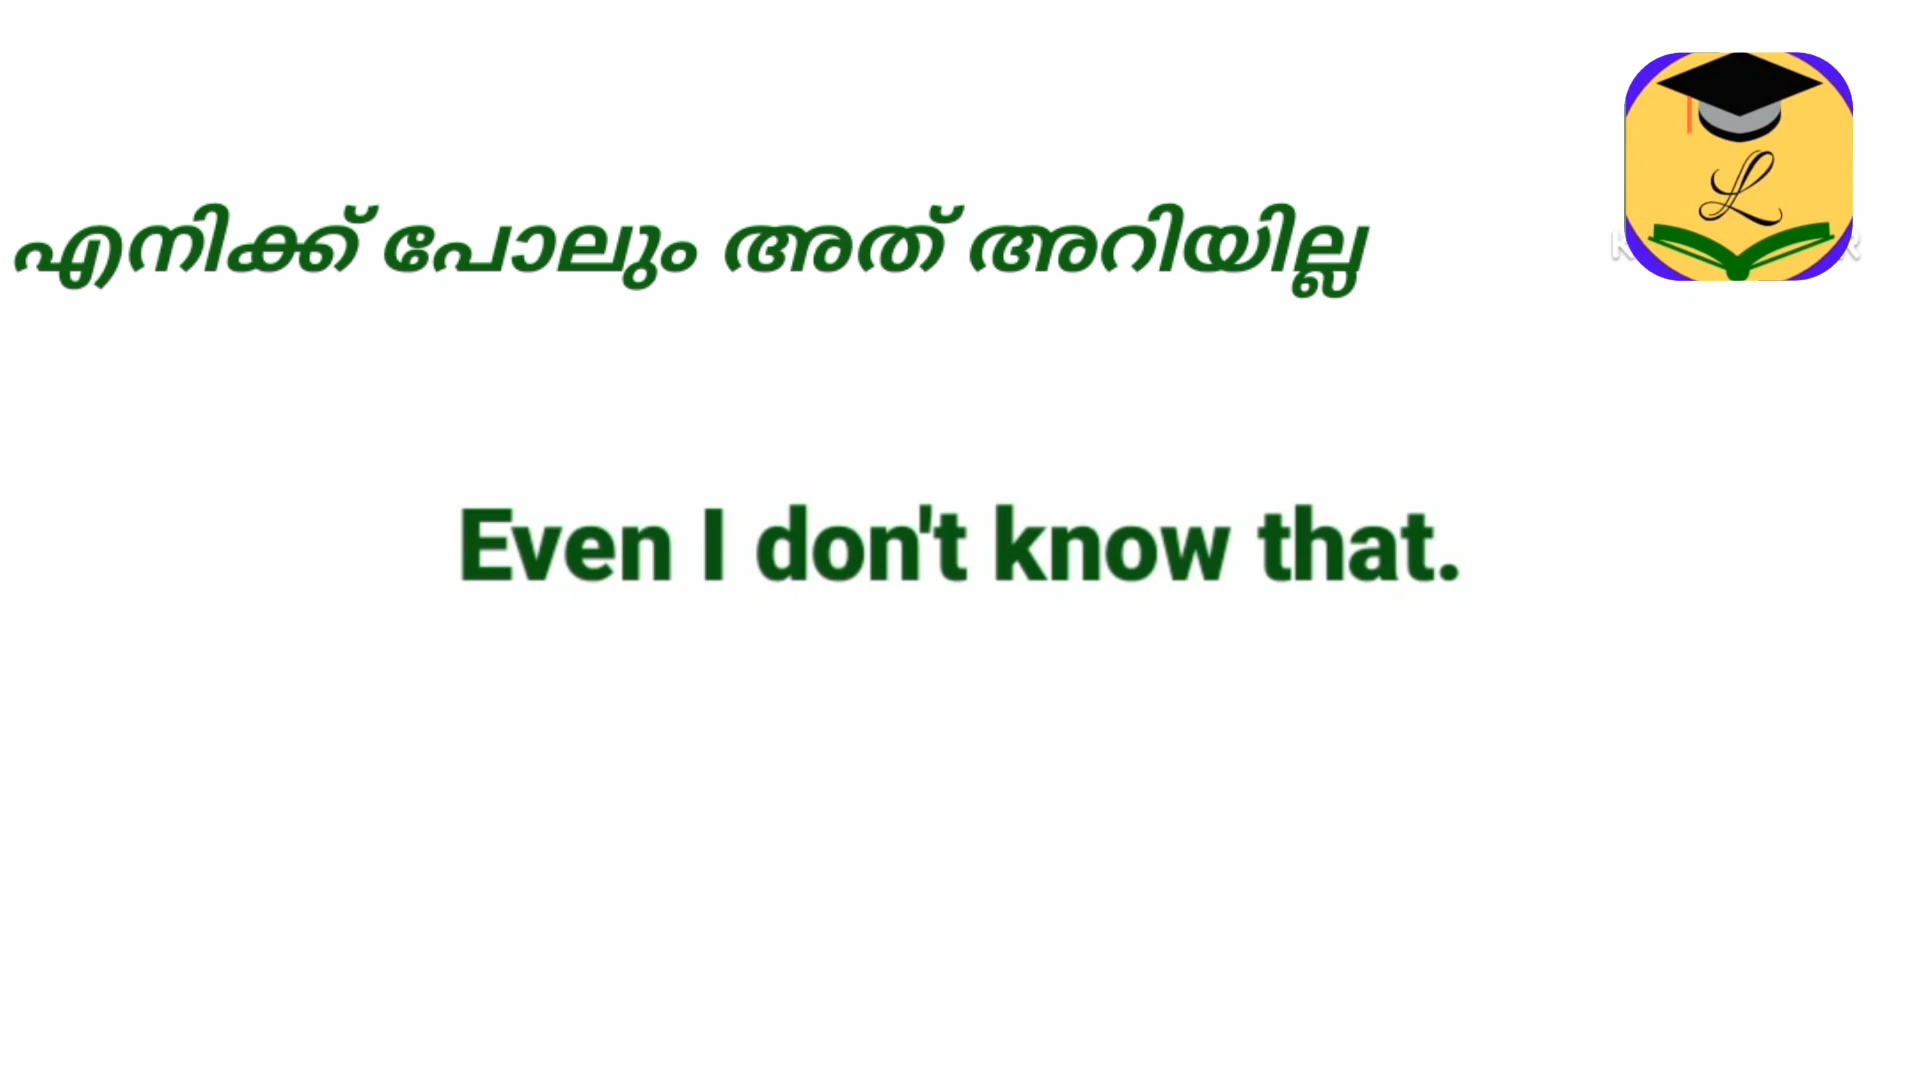 എനിക്ക് പോലും അത് അറിയില്ല
L
Even I don't know that.